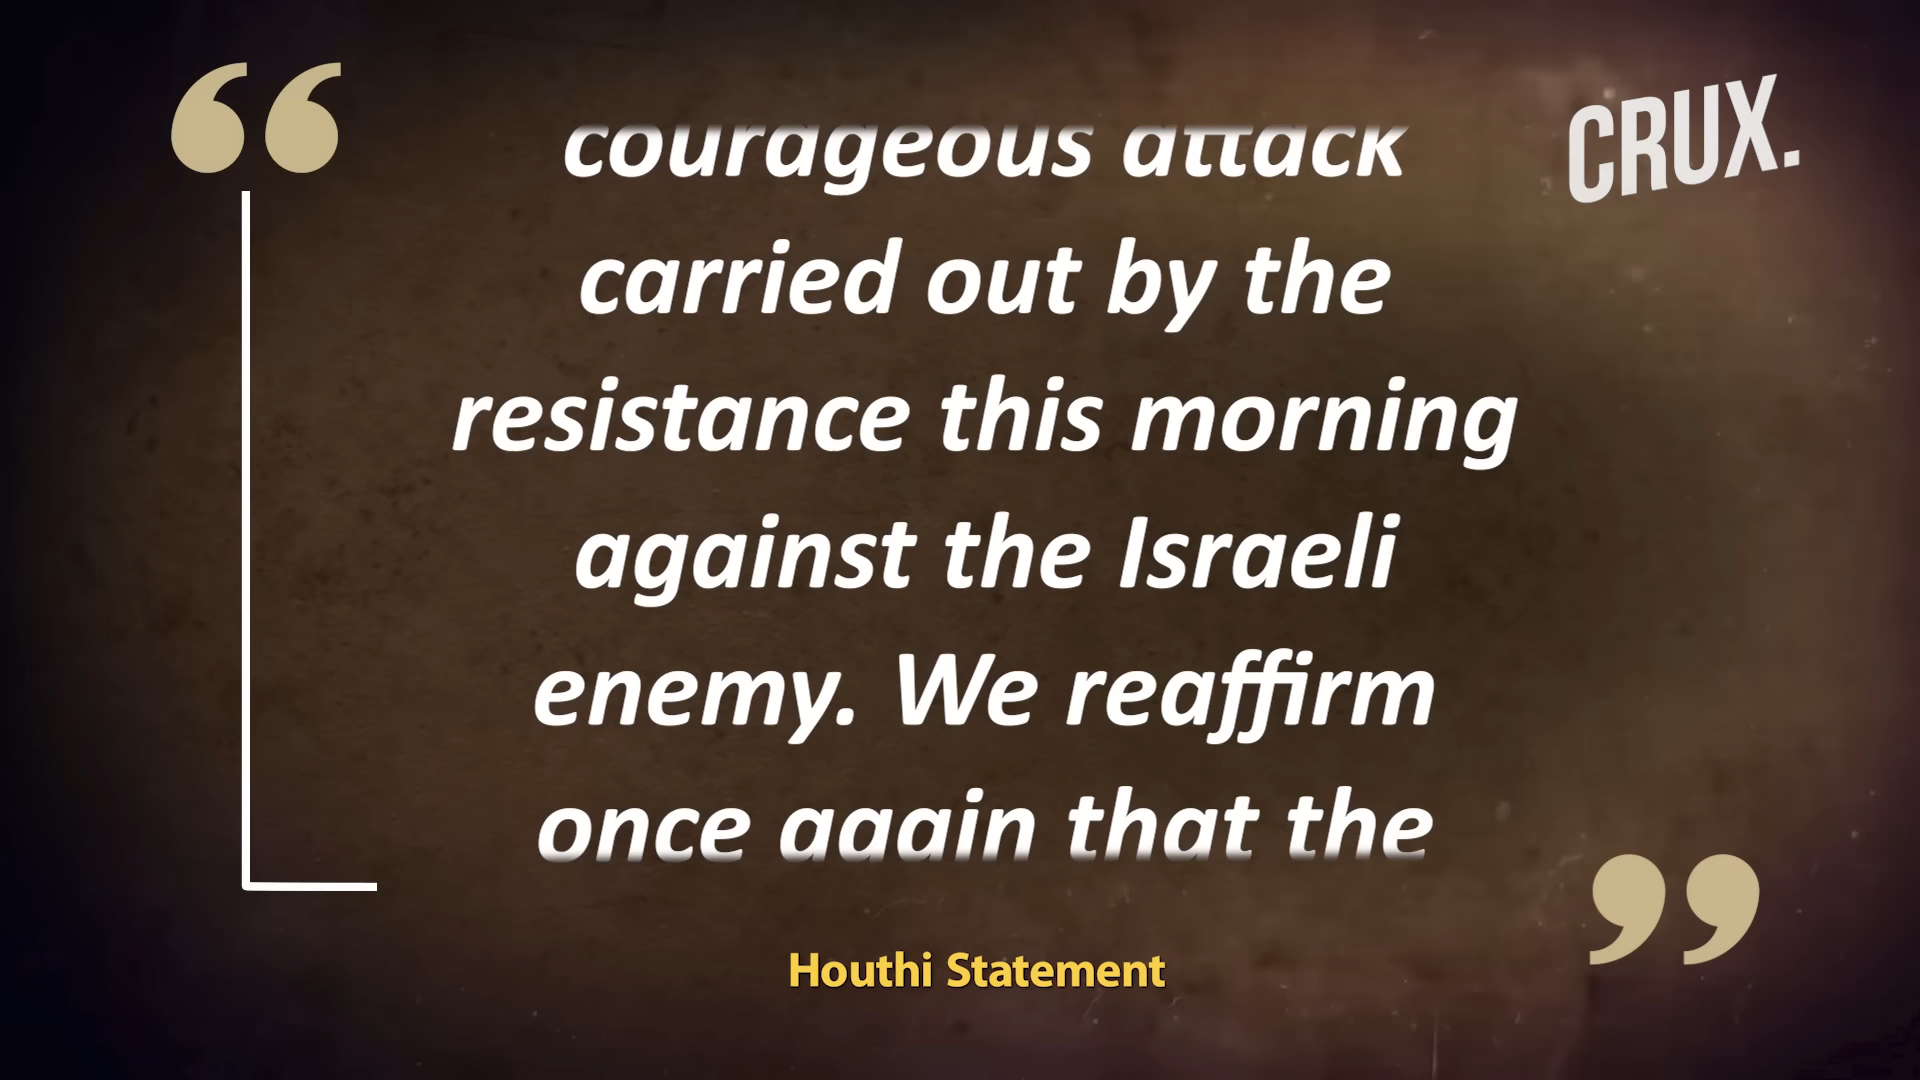 “
CRUX.
courageous attack
carried out by the
resistance this morning
against the Israeli
enemy. We reaffirm
once again that the
”
Houthi Statement